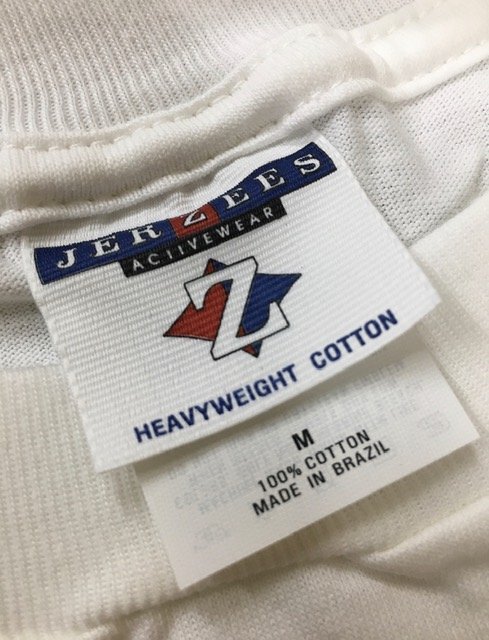 JERZEES
ACTIVEWEAR
Z
HEAVYWEIGHT COTTON
M
100% COTTON
MADE IN BRAZIL